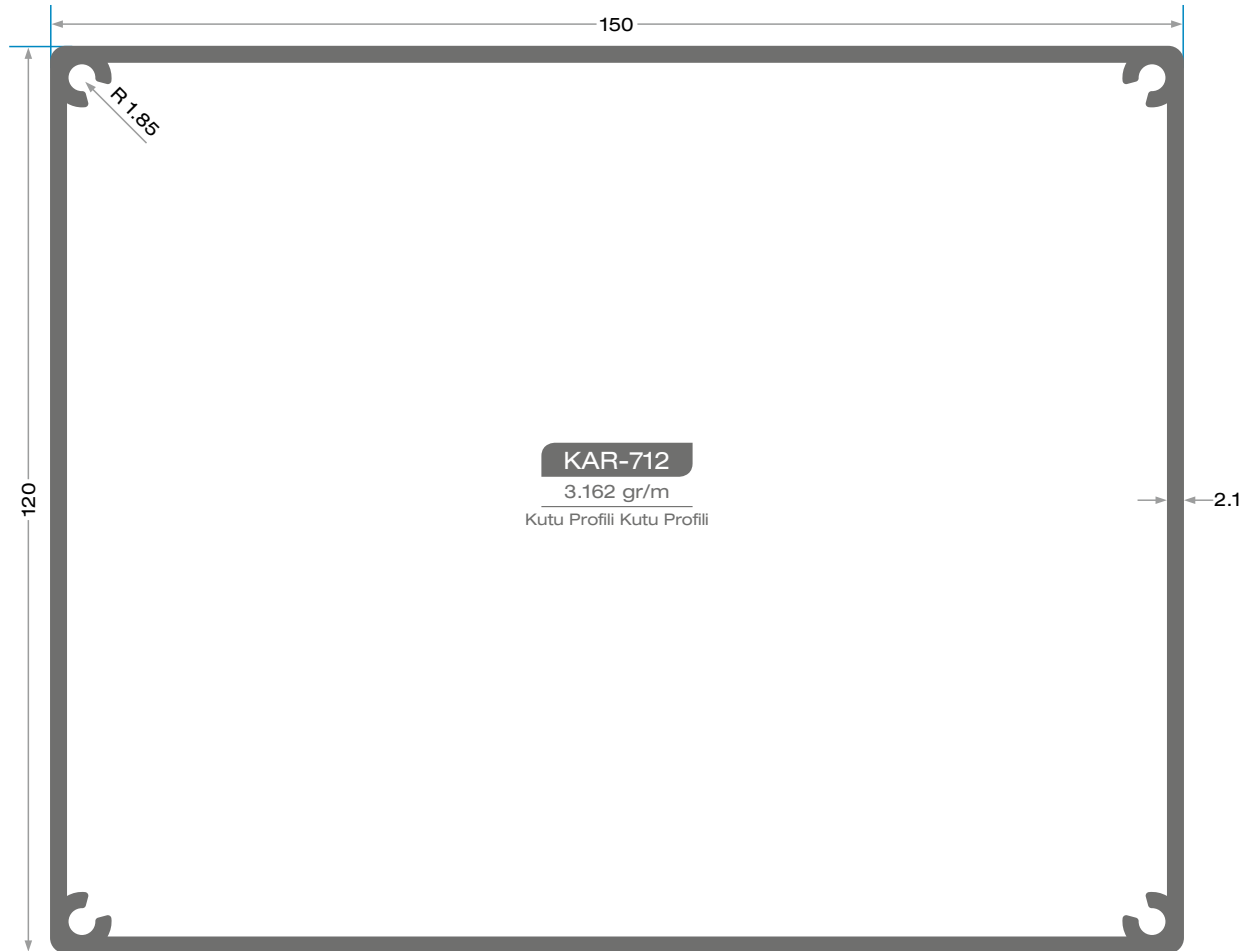 150
R 1.85
KAR-712
3.162 gr/m
Kutu Profili Kutu Profili
120
2.1